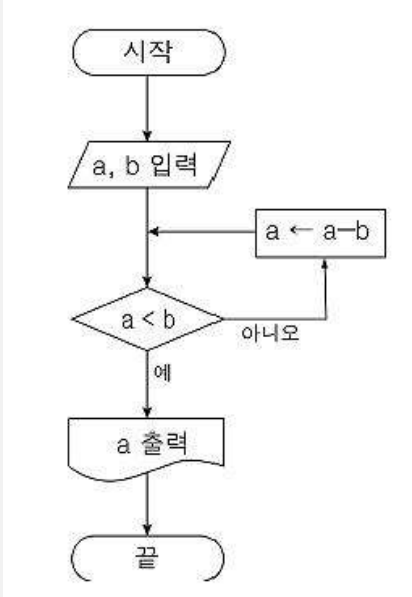 시작
a, b 입력
a ← a−b
a < b
아니오
예
a 출력
끝